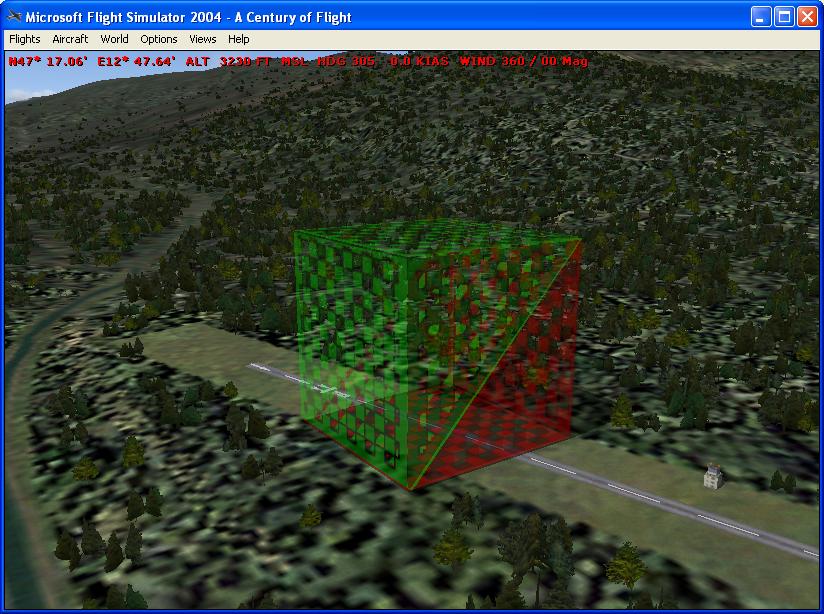 Microsoft Flight Simulator 2004 - A Century of Flight
Flights Aircraft World Options Views Help
N47* 17.06' E12* 47.64' ALT 3230 FT MSL HDG 305 0.0 KIAS WIND 360 / 00 Mag